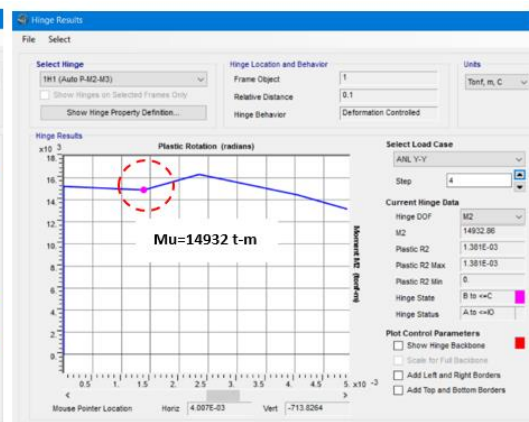 Hinge Results
File Select
Select Hinge
1H1 (Auto P-M2-M3)
Show Hinges on Selected Frames Only
Show Hinge Property Definition...
Hinge Location and Behavior
Frame Object 1
Relative Distance 0.1
Hinge Behavior Deformation Controlled
Units
Tonf, m, C
Hinge Results
x10 3
Plastic Rotation (radians)
18.
16.
14.
12.
10.
8.
6.
4.
2.
0.
Mu=14932 t-m
Moment M2 (tonf-m)
0.5 1. 1.5 2. 2.5 3. 3.5 4. 4.5 5. x10 -3
Mouse Pointer Location Horiz 4.007E-03 Vert -713.8264
Select Load Case
ANL Y-Y
Step 4
Current Hinge Data
Hinge DOF M2
M2 14932.86
Plastic R2 1.381E-03
Plastic R2 Max 1.381E-03
Plastic R2 Min 0.
Hinge State B to <=C
Hinge Status A to <=IO
Plot Control Parameters
Show Hinge Backbone
Scale for Full Backbone
Add Left and Right Borders
Add Top and Bottom Borders